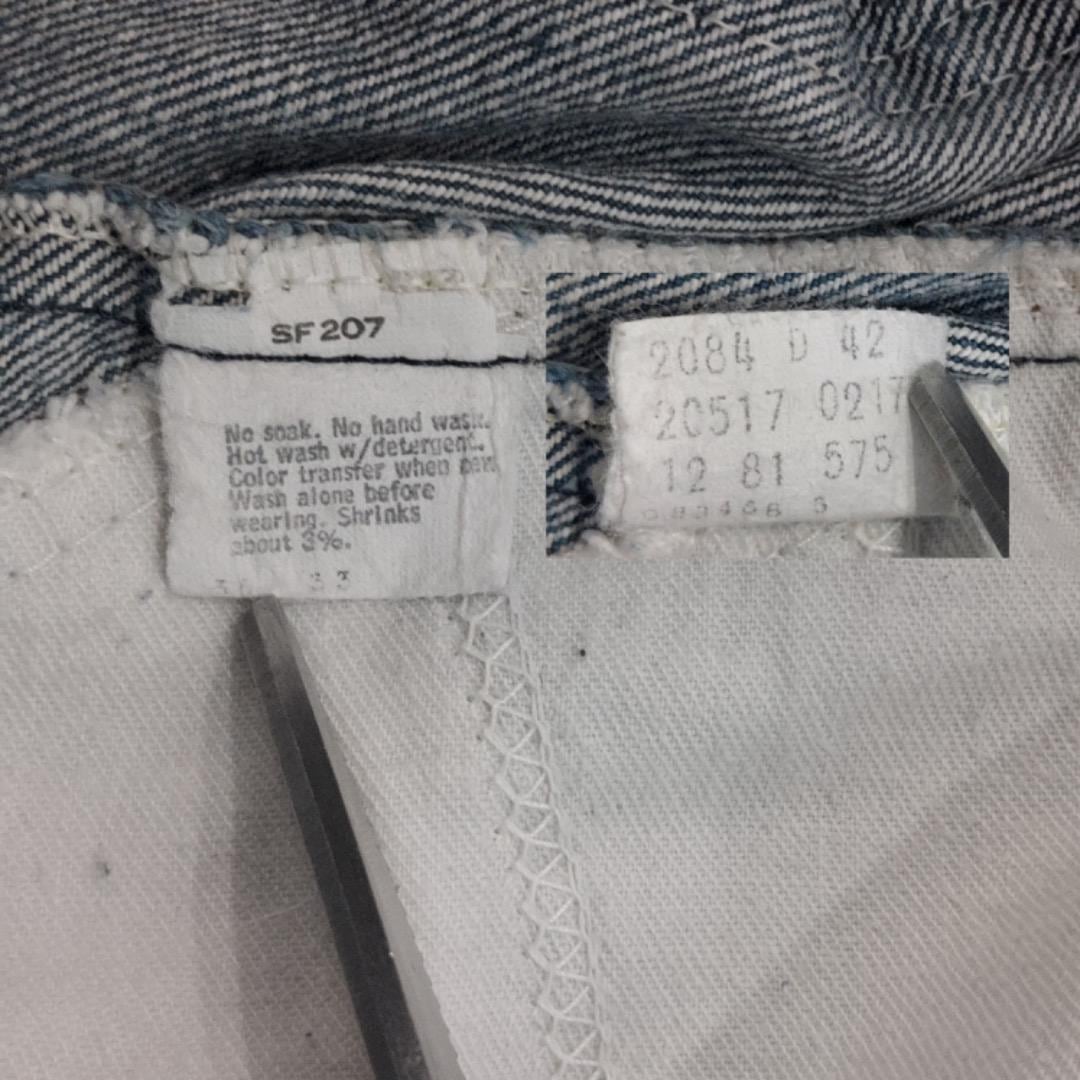 SF 207
No soak. No hand wash.
Hot wash w/detergent.
Color transfer when
Wash alone before
wearing. Shrinks
about 3%.
2084 D 42
20517 0217
12 81 575